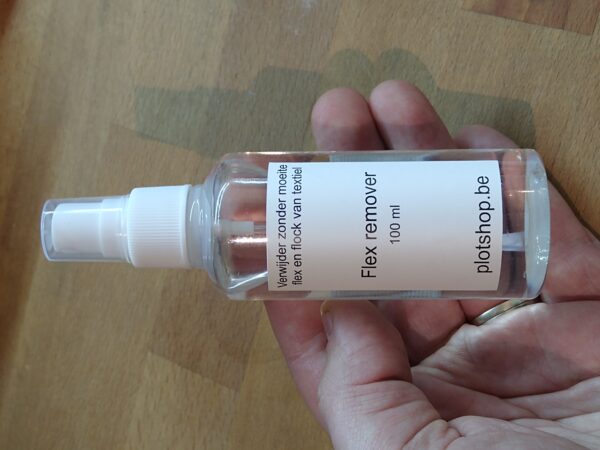 Verwijder zonder moeite
flex en flock van textiel
Flex remover
100 ml
plotshop.be